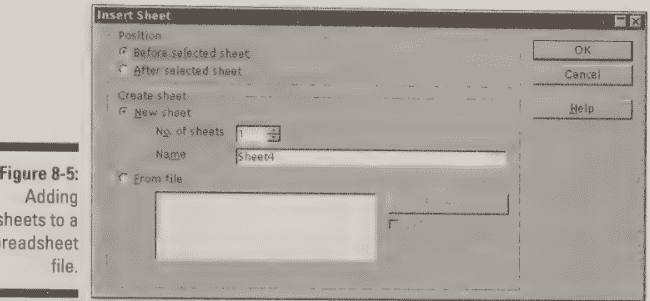 Insert Sheet
Position
Before selected sheet
After selected sheet
OK
Cancel
Help
Create sheet
New sheet
No. of sheets 1
Name Sheet4
From file
Figure 8-5:
Adding
sheets to a
readsheet
file.